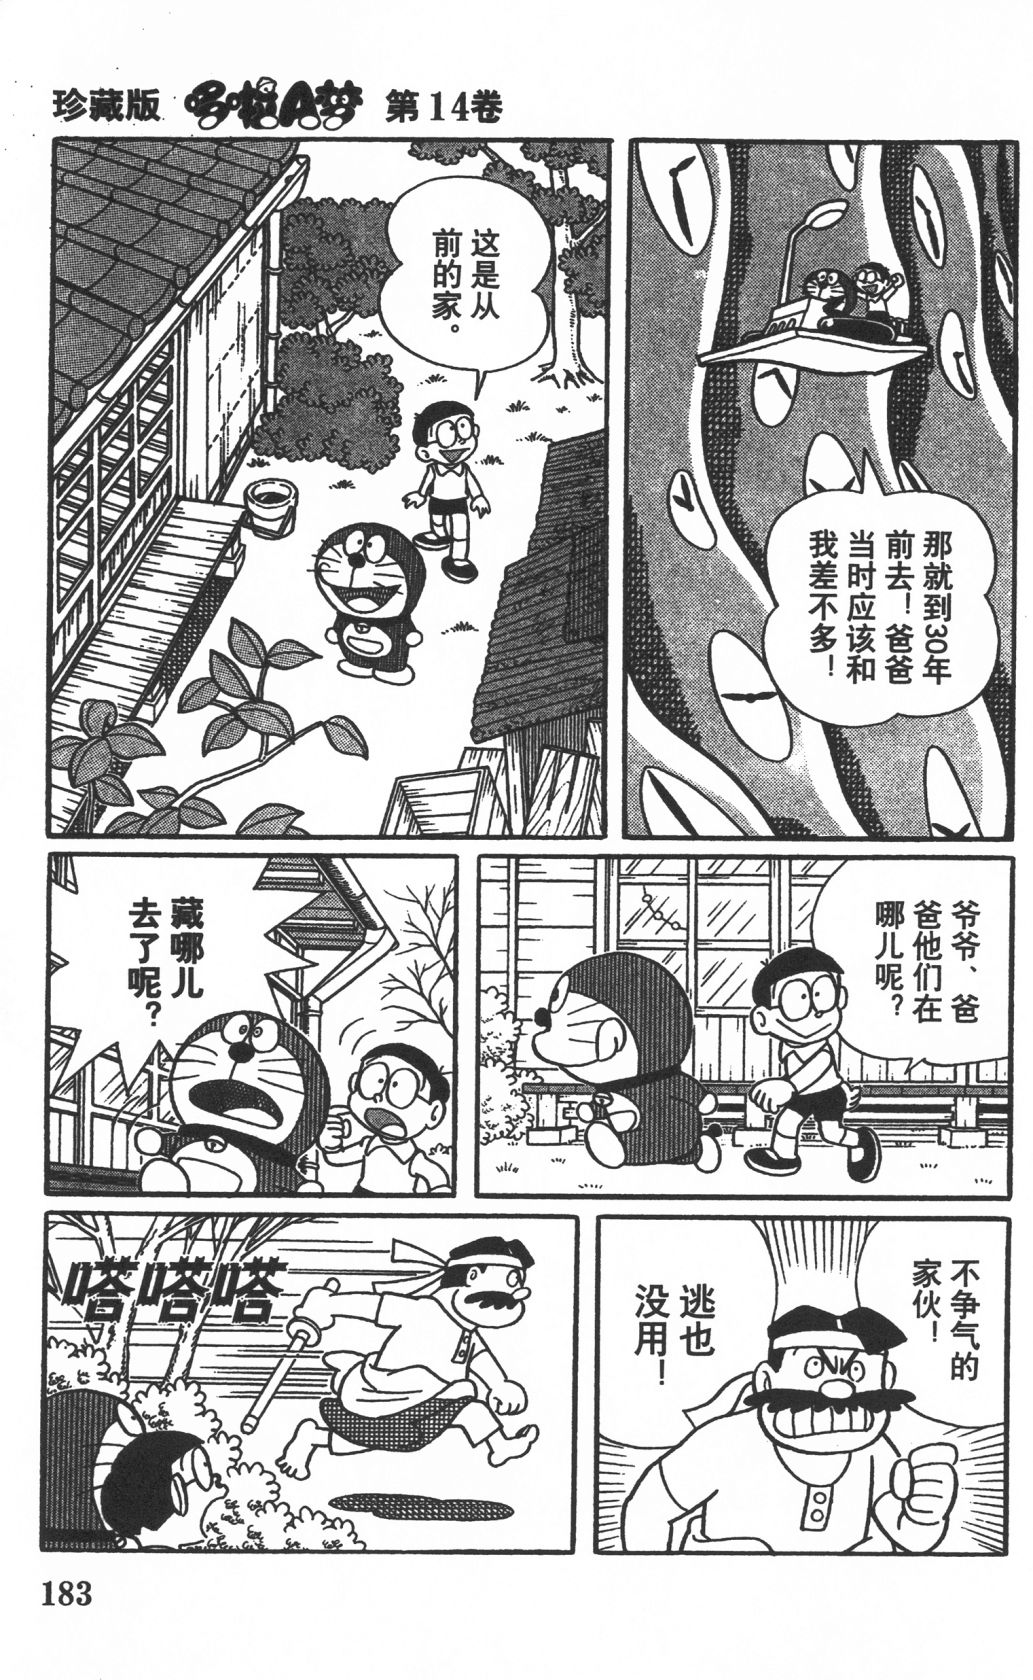 珍藏版 哆啦A梦 第14卷
那就到30年
前去！爸爸
当时应该和
我差不多！
这是从
前的家。
爷爷、爸
爸他们在
哪儿呢？
藏哪儿
去了呢？
不争气的
家伙！
逃也
没用！
嗒嗒嗒
183